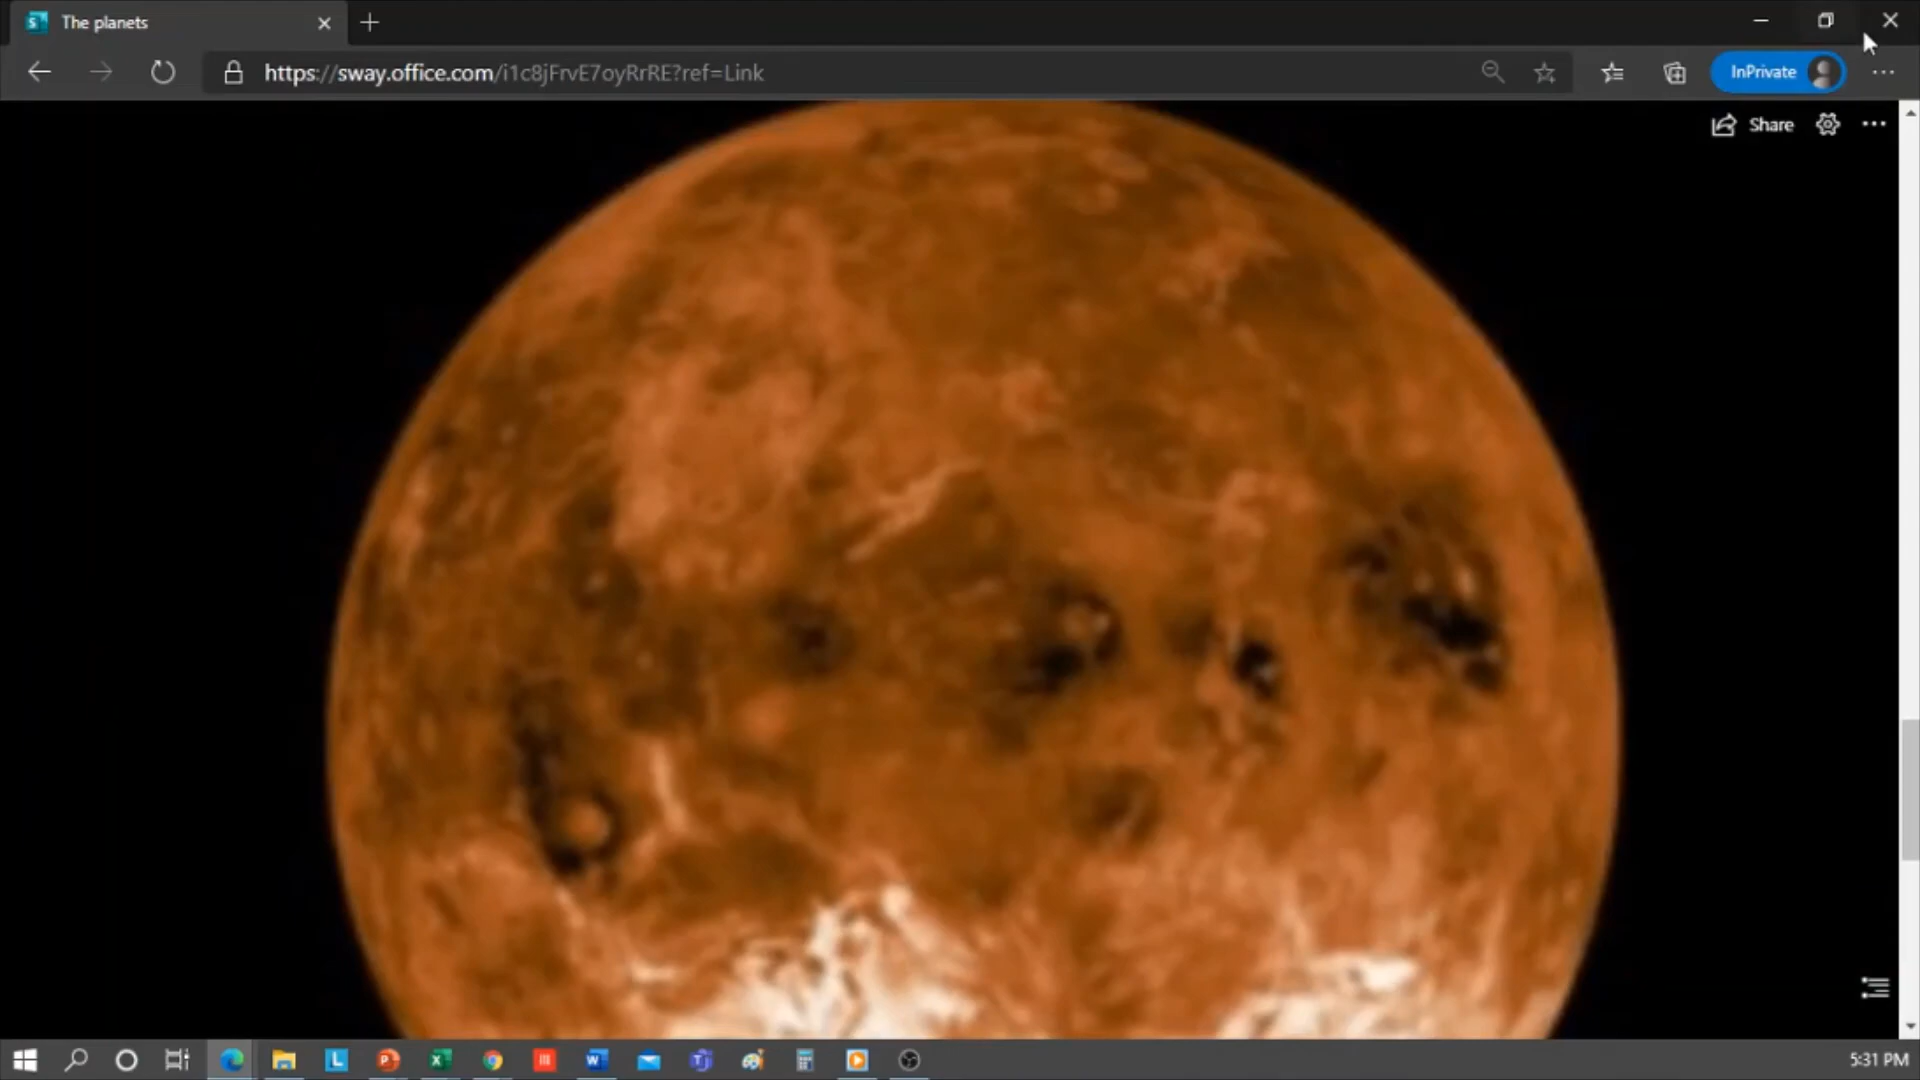 The planets
https://sway.office.com/i1c8jFrvE7oyRrRE?ref=Link
InPrivate
Share
5:31 PM